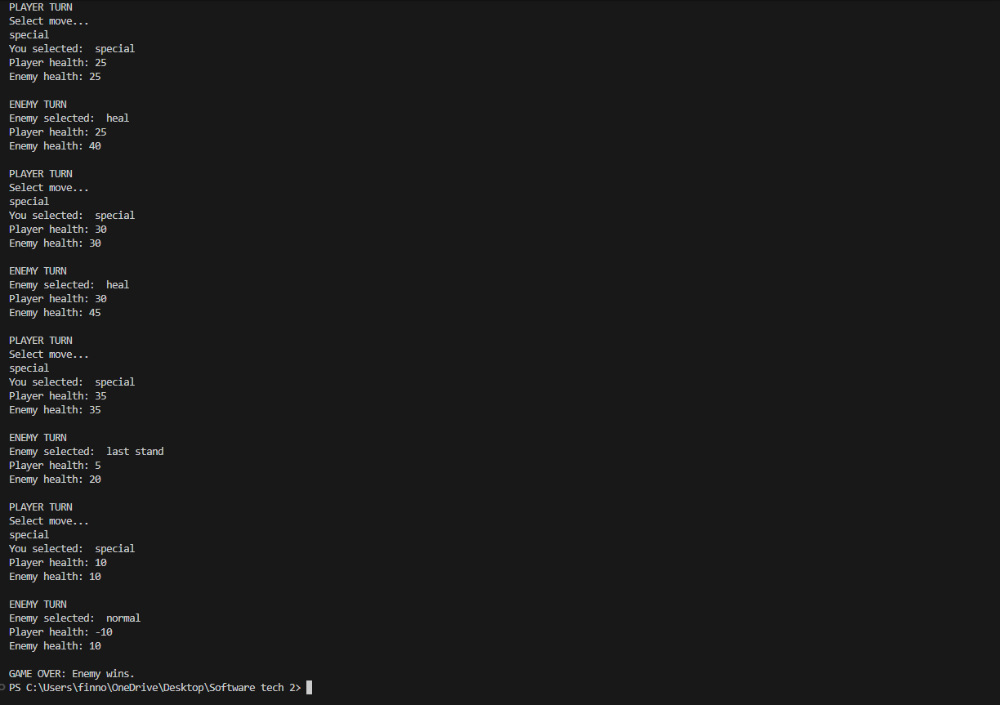 PLAYER TURN
Select move...
special
You selected:  special
Player health: 25
Enemy health: 25

ENEMY TURN
Enemy selected:  heal
Player health: 25
Enemy health: 40

PLAYER TURN
Select move...
special
You selected:  special
Player health: 30
Enemy health: 30

ENEMY TURN
Enemy selected:  heal
Player health: 30
Enemy health: 45

PLAYER TURN
Select move...
special
You selected:  special
Player health: 35
Enemy health: 35

ENEMY TURN
Enemy selected:  last stand
Player health: 5
Enemy health: 20

PLAYER TURN
Select move...
special
You selected:  special
Player health: 10
Enemy health: 10

ENEMY TURN
Enemy selected:  normal
Player health: -10
Enemy health: 10

GAME OVER: Enemy wins.
PS C:\Users\finno\OneDrive\Desktop\Software tech 2>